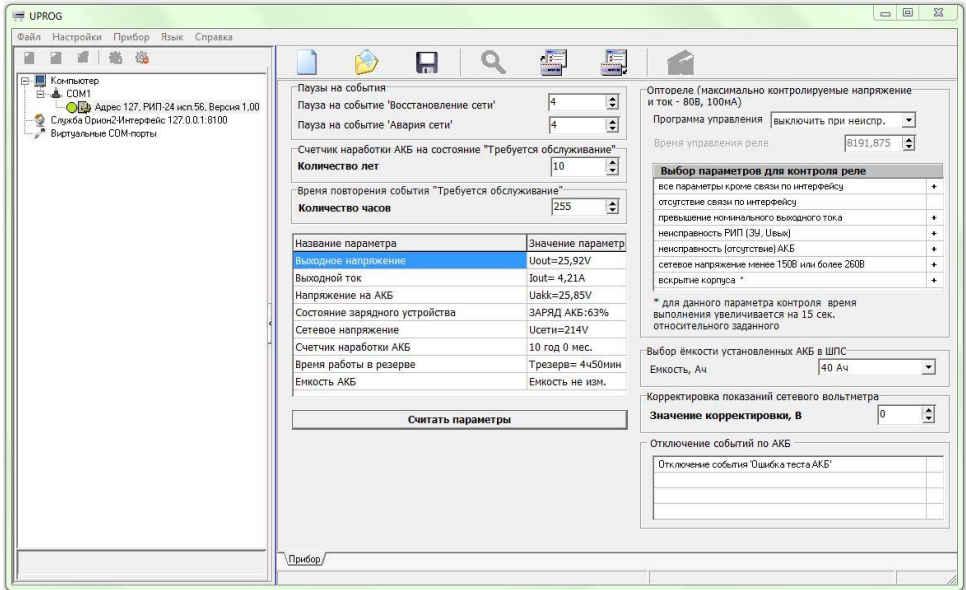 UPROG
Файл Настройки Прибор Язык Справка
Компьютер
COM1
Адрес 127, РИП-24 исп.56, Версия 1,00
Служба Орион2-Интерфейс 127.0.0.1:8100
Виртуальные COM-порты
Паузы на события
Пауза на событие 'Восстановление сети' 4
Пауза на событие 'Авария сети' 4
Счетчик наработки АКБ на состояние "Требуется обслуживание"
Количество лет 10
Время повторения события "Требуется обслуживание"
Количество часов 255
Название параметра Значение параметр
Выходное напряжение Uout=25,92V
Выходной ток Iout= 4,21A
Напряжение на АКБ Uakk=25,85V
Состояние зарядного устройства ЗАРЯД АКБ:63%
Сетевое напряжение Uсети=214V
Счетчик наработки АКБ 10 год 0 мес.
Время работы в резерве Tрезерв= 4ч50мин
Емкость АКБ Емкость не изм.
Считать параметры
Оптореле (максимально контролируемые напряжение
и ток - 80В, 100мА)
Программа управления выключить при неиспр.
Время управления реле 8191,875
Выбор параметров для контроля реле
все параметры кроме связи по интерфейсу +
отсутствие связи по интерфейсу
превышение номинального выходного тока +
неисправность РИП (ЗУ, Uвых) +
неисправность (отсутствие) АКБ +
сетевое напряжение менее 150В или более 260В +
вскрытие корпуса * +
* для данного параметра контроля время
выполнения увеличивается на 15 сек.
относительного заданного
Выбор ёмкости установленных АКБ в ШПС
Емкость, Ач 40 Ач
Корректировка показаний сетевого вольтметра
Значение корректировки, В 0
Отключение событий по АКБ
Отключение события 'Ошибка теста АКБ'
Прибор